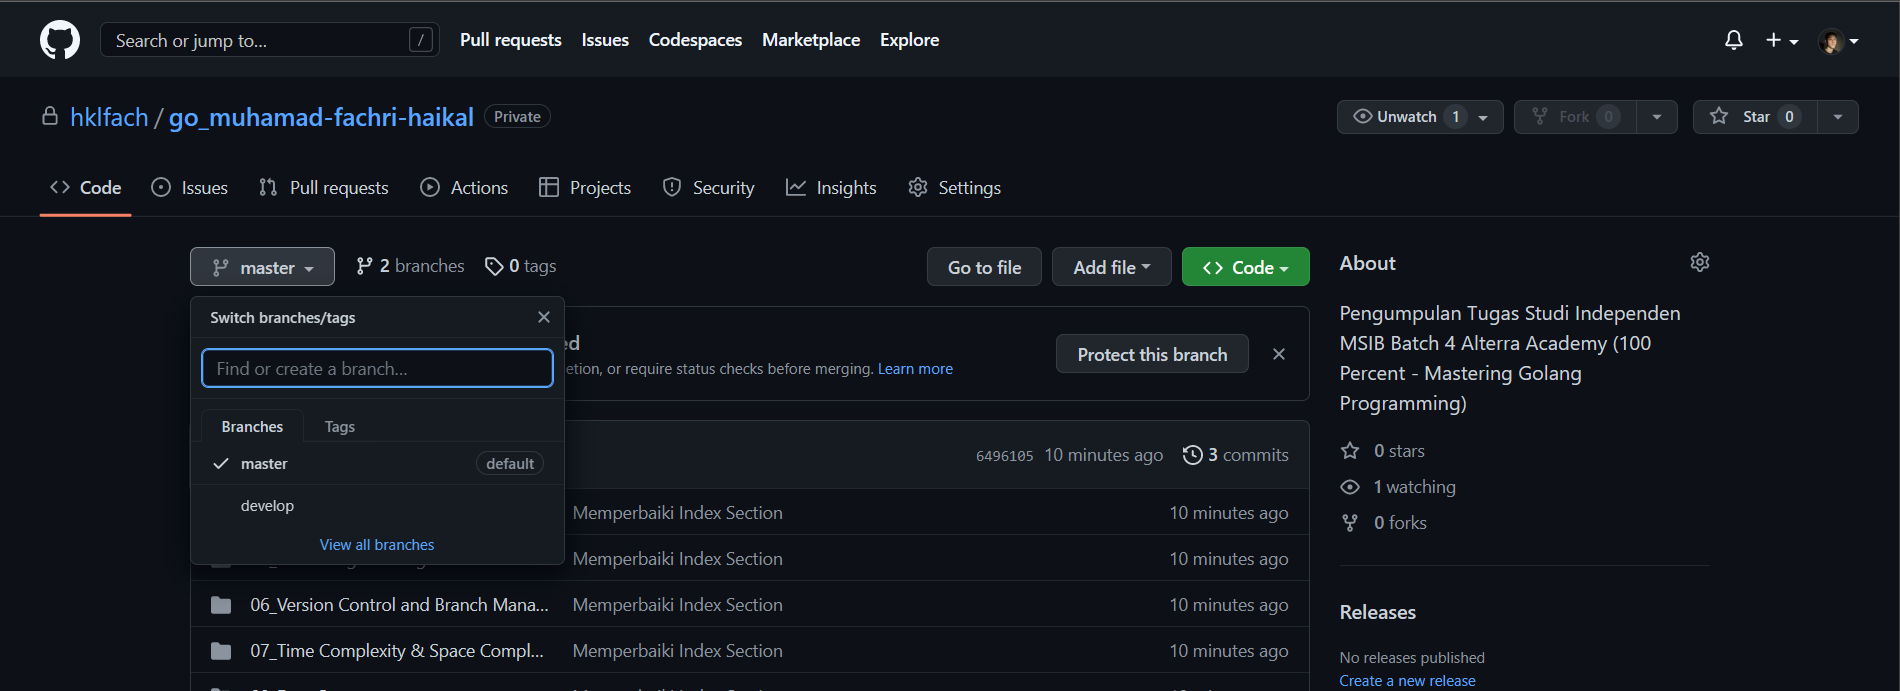 Search or jump to... / Pull requests Issues Codespaces Marketplace Explore
hklfach / go_muhamad-fachri-haikal Private Unwatch 1 Fork 0 Star 0
Code Issues Pull requests Actions Projects Security Insights Settings
master 2 branches 0 tags Go to file Add file Code
Switch branches/tags
Find or create a branch...
Branches Tags
master default
develop
View all branches
ed
etion, or require status checks before merging. Learn more
Protect this branch
6496105 10 minutes ago 3 commits
Memperbaiki Index Section 10 minutes ago
Memperbaiki Index Section 10 minutes ago
06_Version Control and Branch Mana... Memperbaiki Index Section 10 minutes ago
07_Time Complexity & Space Compl... Memperbaiki Index Section 10 minutes ago
About
Pengumpulan Tugas Studi Independen
MSIB Batch 4 Alterra Academy (100
Percent - Mastering Golang
Programming)
0 stars
1 watching
0 forks
Releases
No releases published
Create a new release